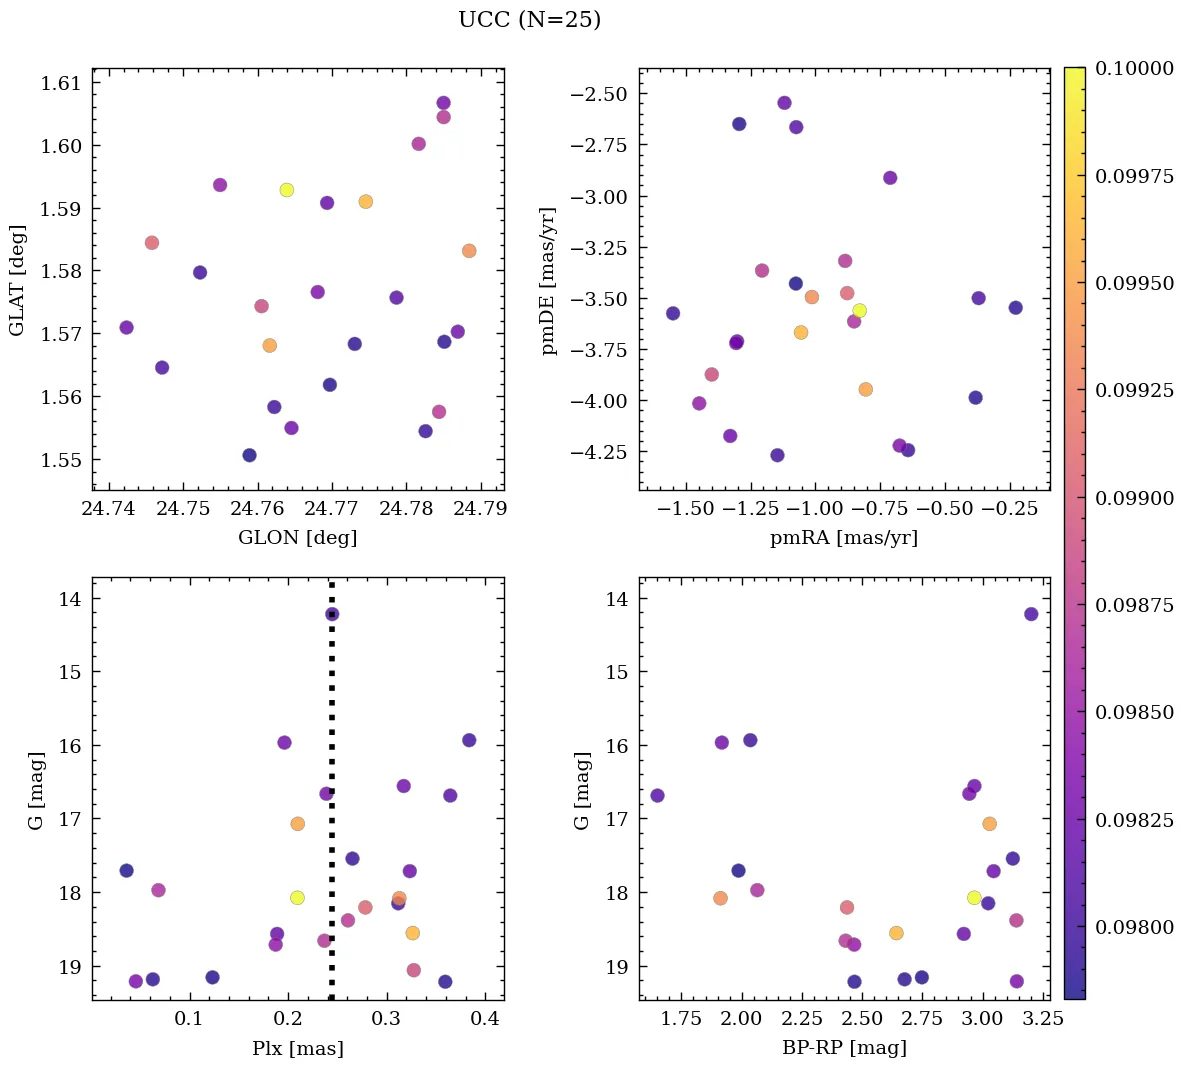 UCC (N=25)
1.61
1.60
1.59
1.58
1.57
1.56
1.55
GLAT [deg]
24.74 24.75 24.76 24.77 24.78 24.79
GLON [deg]
−2.50
−2.75
−3.00
−3.25
−3.50
−3.75
−4.00
−4.25
pmDE [mas/yr]
−1.50 −1.25 −1.00 −0.75 −0.50 −0.25
pmRA [mas/yr]
0.10000
0.09975
0.09950
0.09925
0.09900
0.09875
0.09850
0.09825
0.09800
14
15
16
17
18
19
G [mag]
0.1 0.2 0.3 0.4
Plx [mas]
14
15
16
17
18
19
G [mag]
1.75 2.00 2.25 2.50 2.75 3.00 3.25
BP-RP [mag]